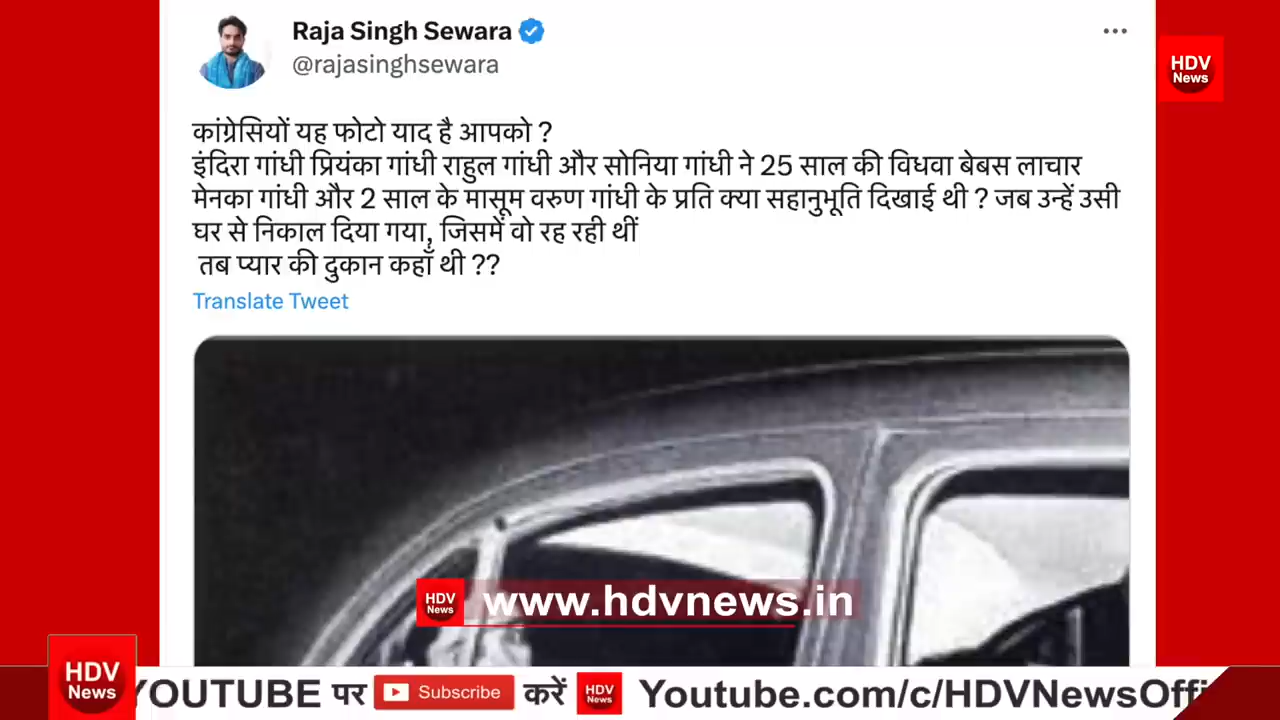 Raja Singh Sewara
@rajasinghsewara
HDV
News
कांग्रेसियों यह फोटो याद है आपको ?
इंदिरा गांधी प्रियंका गांधी राहुल गांधी और सोनिया गांधी ने 25 साल की विधवा बेबस लाचार
मेनका गांधी और 2 साल के मासूम वरुण गांधी के प्रति क्या सहानुभूति दिखाई थी ? जब उन्हें उसी
घर से निकाल दिया गया, जिसमें वो रह रही थीं
तब प्यार की दुकान कहाँ थी ??
Translate Tweet
HDV
News
www.hdvnews.in
HDV
News
YOUTUBE पर Subscribe करें HDV News Youtube.com/c/HDVNewsOffi